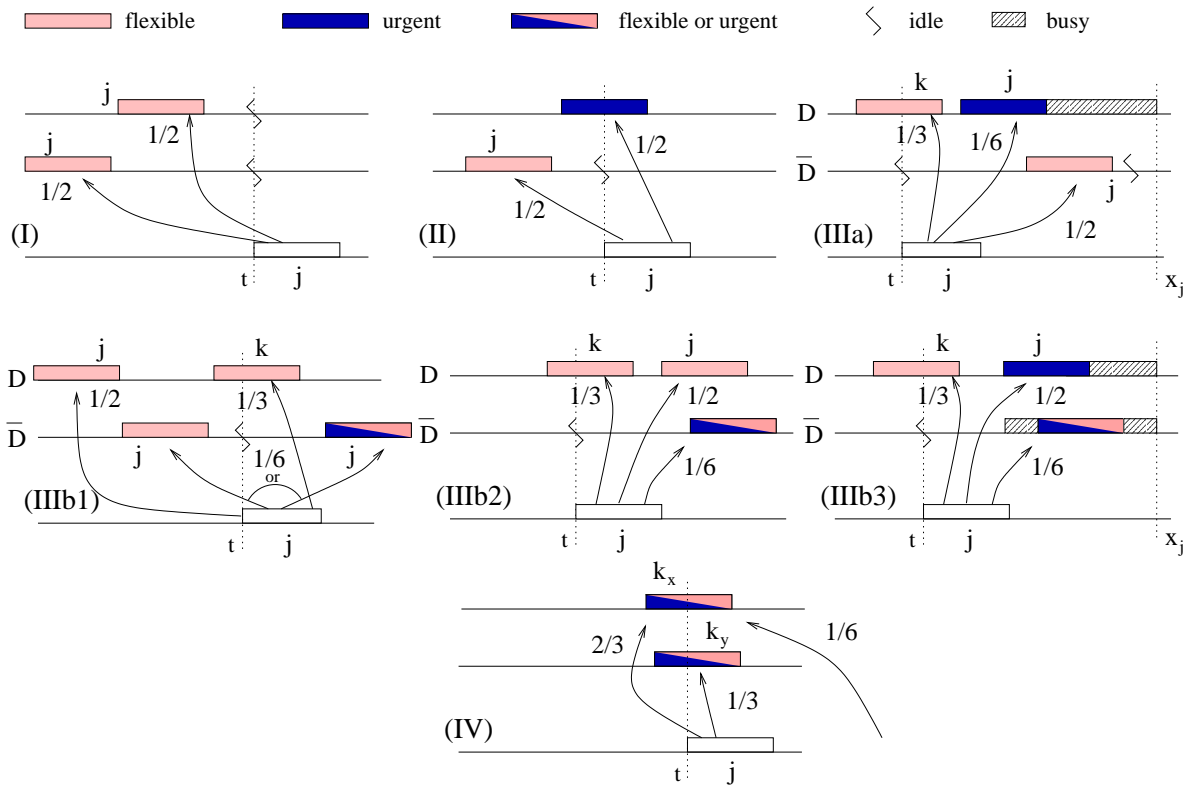 flexible urgent flexible or urgent idle busy
j
1/2
j
1/2
(I)
t j
1/2
1/2
(II)
t j
D k j
1/3 1/6
D̅ j
1/2
(IIIa)
t j x_j
D j k
1/2 1/3
D̅ j j
1/6
or
(IIIb1)
t j
D k j
1/3 1/2
D̅
1/6
(IIIb2)
t j
D k j
1/3 1/2
D̅
1/6
(IIIb3)
t j x_j
k_x
2/3 k_y 1/6
1/3
(IV)
t j